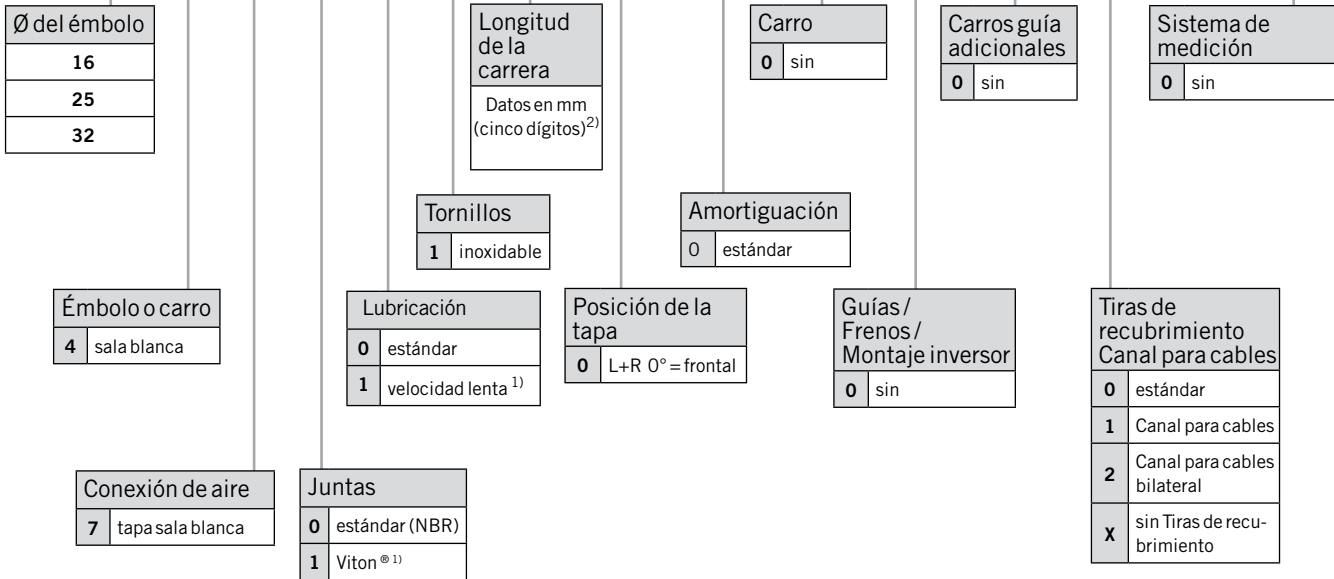 Ø del émbolo
16
25
32
Longitud
de la
carrera
Datos en mm
(cinco dígitos)2)
Carro
0 sin
Carros guía
adicionales
0 sin
Sistema de
medición
0 sin
Tornillos
1 inoxidable
Amortiguación
0 estándar
Émbolo o carro
4 sala blanca
Lubricación
0 estándar
1 velocidad lenta 1)
Posición de la
tapa
0 L+R 0° = frontal
Guías /
Frenos /
Montaje inversor
0 sin
Tiras de
recubrimiento
Canal para cables
0 estándar
1 Canal para cables
2 Canal para cables
bilateral
X sin Tiras de recu-
brimiento
Conexión de aire
7 tapa sala blanca
Juntas
0 estándar (NBR)
1 Viton ® 1)